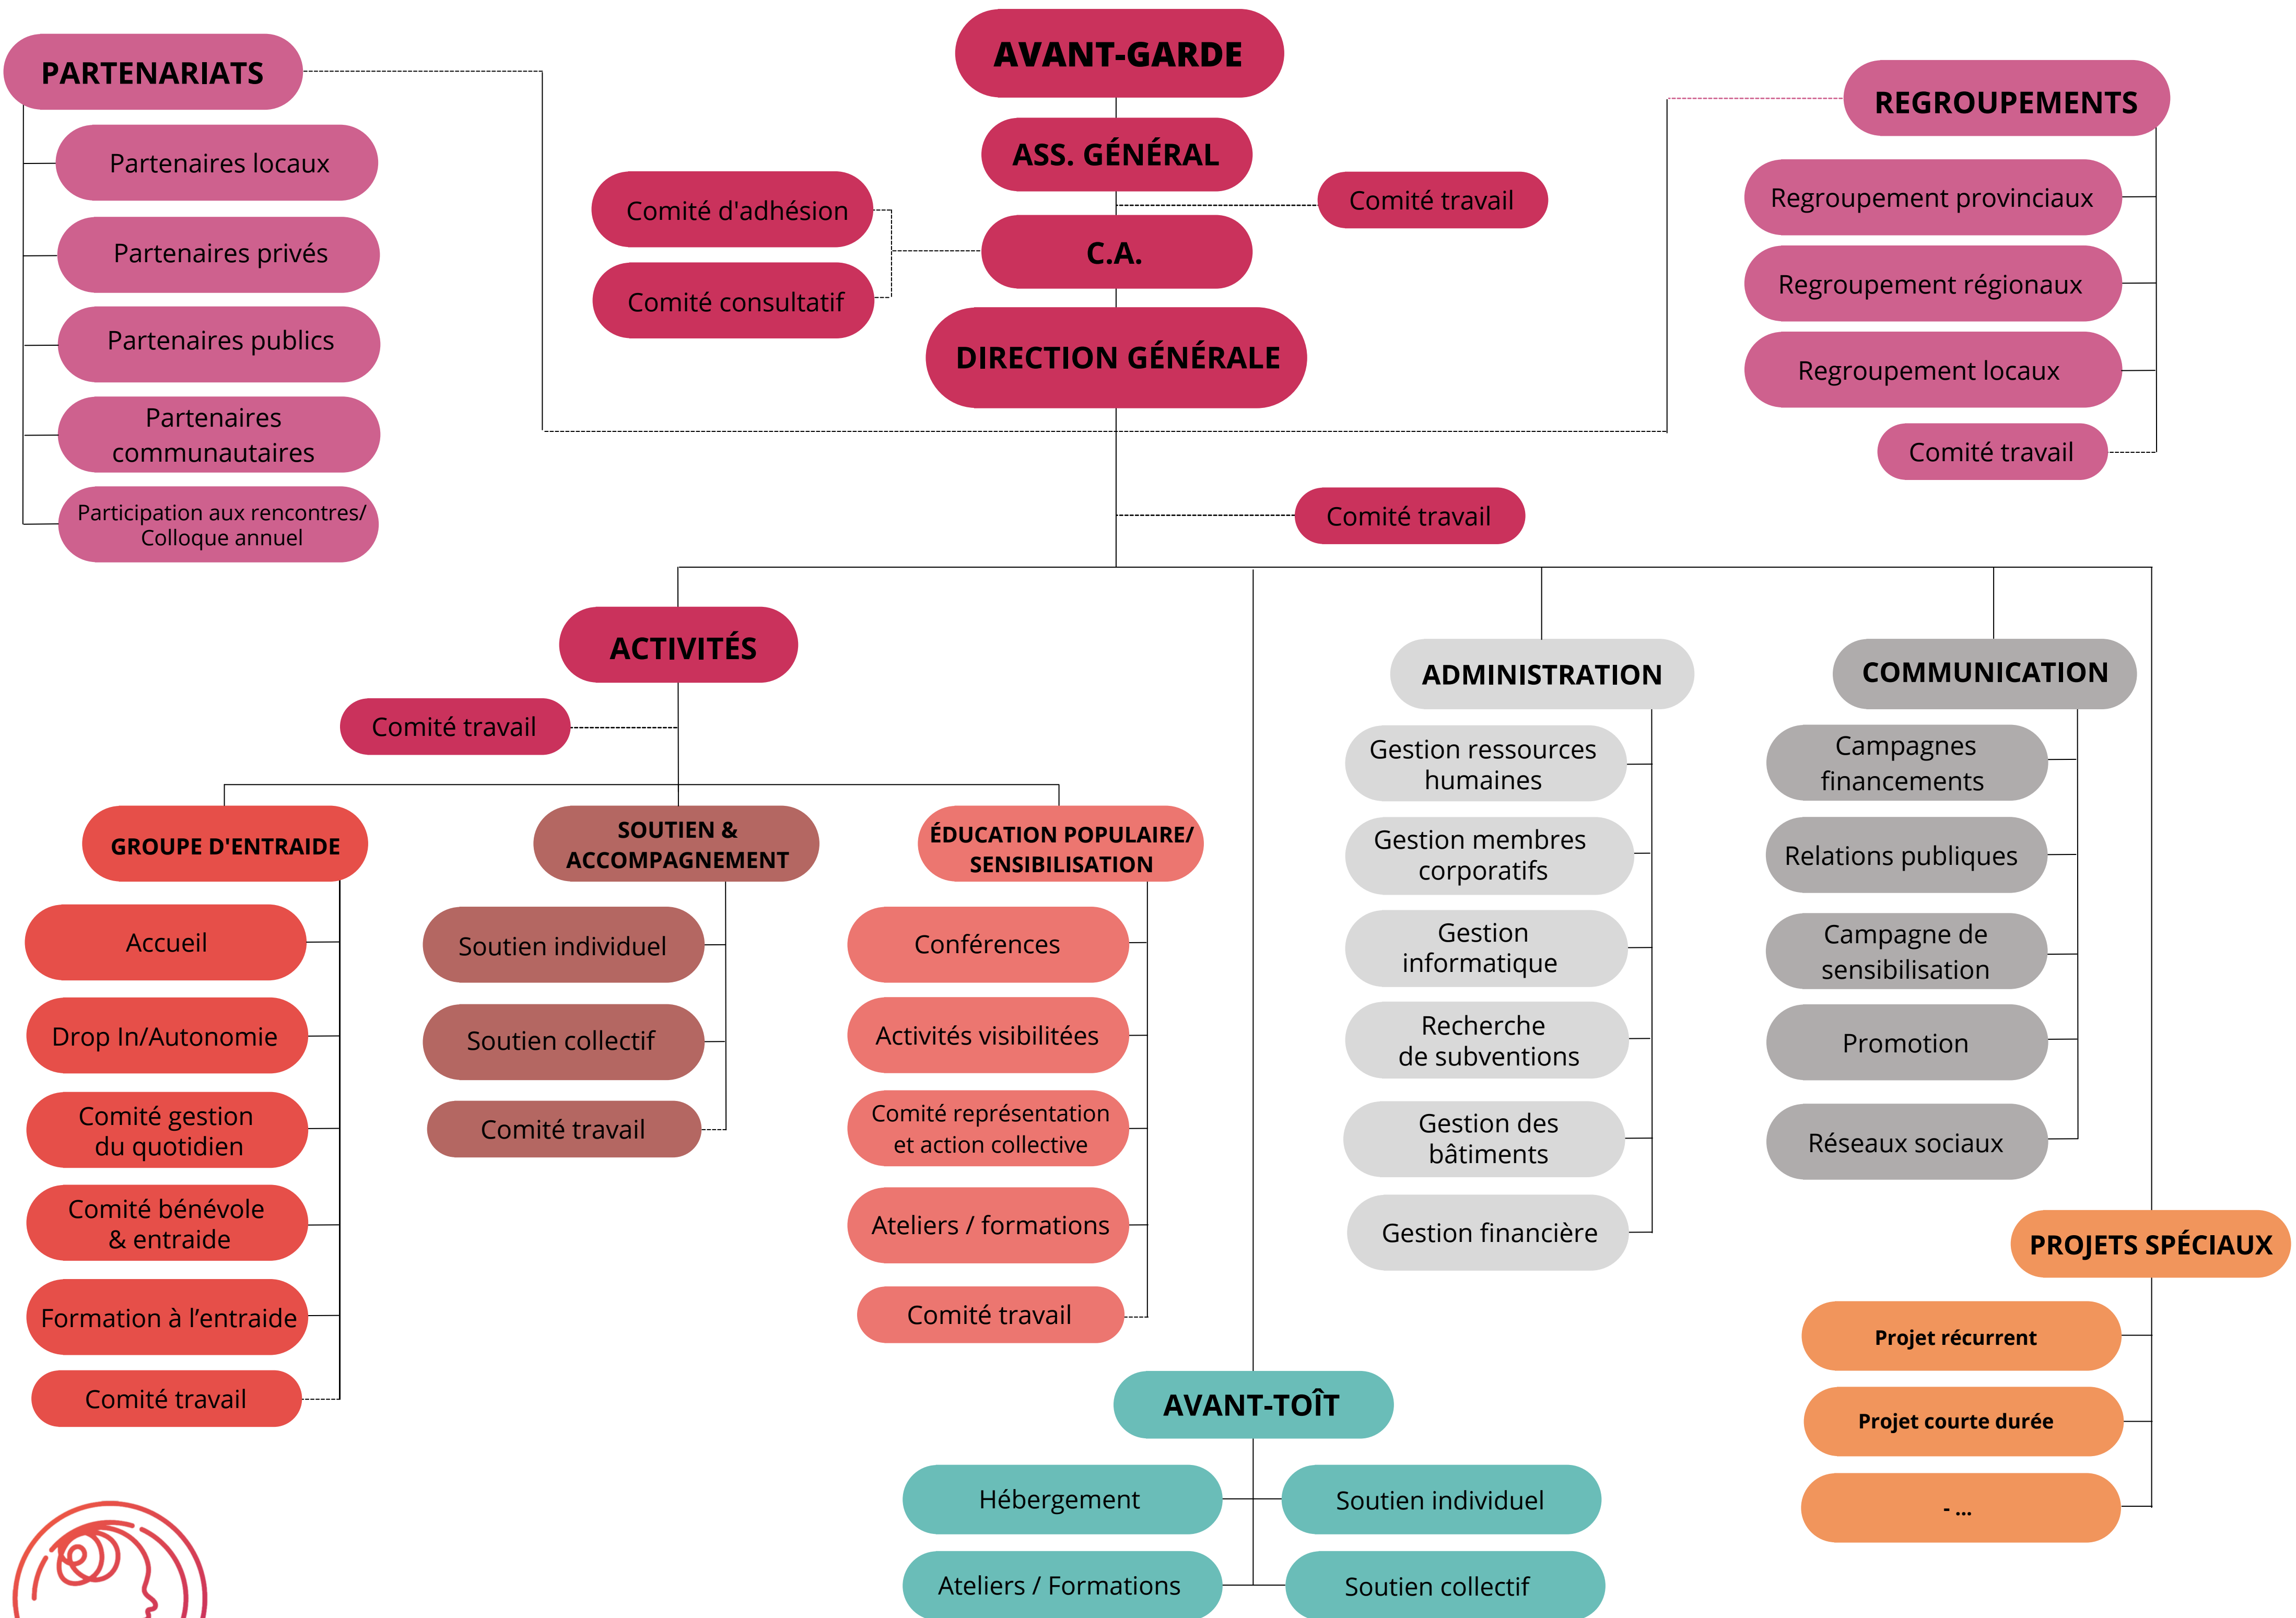 AVANT-GARDE
ASS. GÉNÉRAL
Comité travail
C.A.
Comité d'adhésion
Comité consultatif
DIRECTION GÉNÉRALE
PARTENARIATS
Partenaires locaux
Partenaires privés
Partenaires publics
Partenaires
communautaires
Participation aux rencontres/
Colloque annuel
REGROUPEMENTS
Regroupement provinciaux
Regroupement régionaux
Regroupement locaux
Comité travail
Comité travail
ACTIVITÉS
Comité travail
GROUPE D'ENTRAIDE
Accueil
Drop In/Autonomie
Comité gestion
du quotidien
Comité bénévole
& entraide
Formation à l’entraide
Comité travail
SOUTIEN &
ACCOMPAGNEMENT
Soutien individuel
Soutien collectif
Comité travail
ÉDUCATION POPULAIRE/
SENSIBILISATION
Conférences
Activités visibilitées
Comité représentation
et action collective
Ateliers / formations
Comité travail
AVANT-TOÎT
Hébergement
Soutien individuel
Ateliers / Formations
Soutien collectif
ADMINISTRATION
Gestion ressources
humaines
Gestion membres
corporatifs
Gestion
informatique
Recherche
de subventions
Gestion des
bâtiments
Gestion financière
COMMUNICATION
Campagnes
financements
Relations publiques
Campagne de
sensibilisation
Promotion
Réseaux sociaux
PROJETS SPÉCIAUX
Projet récurrent
Projet courte durée
- ...